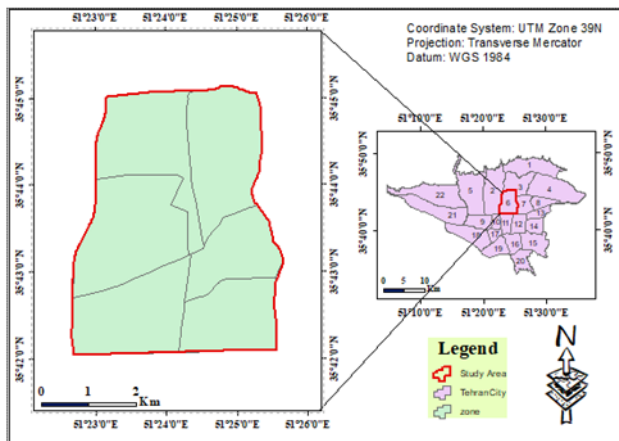 51°23'0"E 51°24'0"E 51°25'0"E 51°26'0"E
Coordinate System: UTM Zone 39N
Projection: Transverse Mercator
Datum: WGS 1984
35°45'0"N
35°44'0"N
35°43'0"N
35°42'0"N
35°45'0"N
35°44'0"N
35°43'0"N
35°42'0"N
0 1 2
Km
51°23'0"E 51°24'0"E 51°25'0"E 51°26'0"E
51°10'0"E 51°20'0"E 51°30'0"E
35°50'0"N
35°40'0"N
35°50'0"N
35°40'0"N
1
2
3
4
5
6
7
8
9
10
11
12
13
14
15
16
17
18
19
20
21
22
0 5 10
Km
51°10'0"E 51°20'0"E 51°30'0"E
Legend
Study Area
TehranCity
zone
N